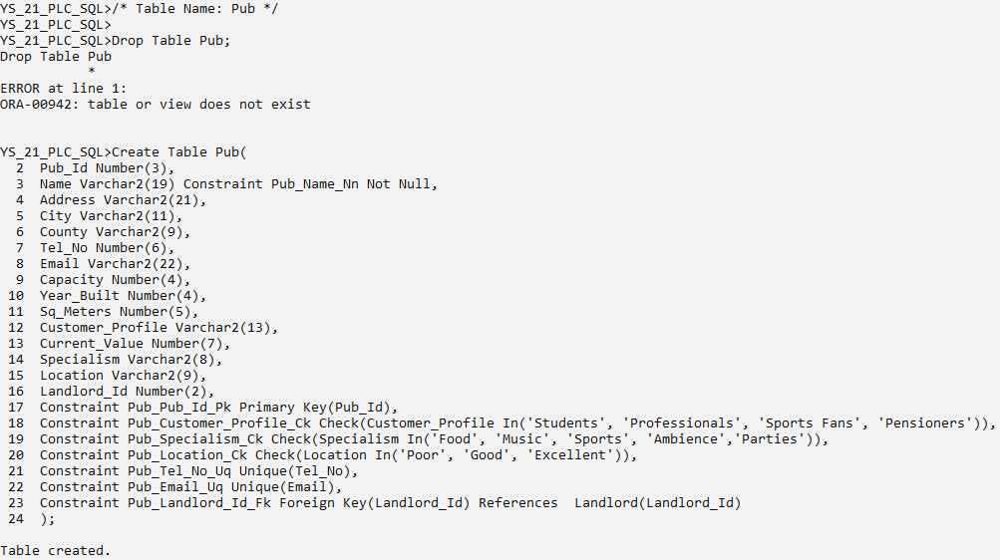 YS_21_PLC_SQL>/* Table Name: Pub */
YS_21_PLC_SQL>
YS_21_PLC_SQL>Drop Table Pub;
Drop Table Pub
           *
ERROR at line 1:
ORA-00942: table or view does not exist
YS_21_PLC_SQL>Create Table Pub(
  2  Pub_Id Number(3),
  3  Name Varchar2(19) Constraint Pub_Name_Nn Not Null,
  4  Address Varchar2(21),
  5  City Varchar2(11),
  6  County Varchar2(9),
  7  Tel_No Number(6),
  8  Email Varchar2(22),
  9  Capacity Number(4),
 10  Year_Built Number(4),
 11  Sq_Meters Number(5),
 12  Customer_Profile Varchar2(13),
 13  Current_Value Number(7),
 14  Specialism Varchar2(8),
 15  Location Varchar2(9),
 16  Landlord_Id Number(2),
 17  Constraint Pub_Pub_Id_Pk Primary Key(Pub_Id),
 18  Constraint Pub_Customer_Profile_Ck Check(Customer_Profile In('Students', 'Professionals', 'Sports Fans', 'Pensioners')),
 19  Constraint Pub_Specialism_Ck Check(Specialism In('Food', 'Music', 'Sports', 'Ambience','Parties')),
 20  Constraint Pub_Location_Ck Check(Location In('Poor', 'Good', 'Excellent')),
 21  Constraint Pub_Tel_No_Uq Unique(Tel_No),
 22  Constraint Pub_Email_Uq Unique(Email),
 23  Constraint Pub_Landlord_Id_Fk Foreign Key(Landlord_Id) References  Landlord(Landlord_Id)
 24  );
Table created.